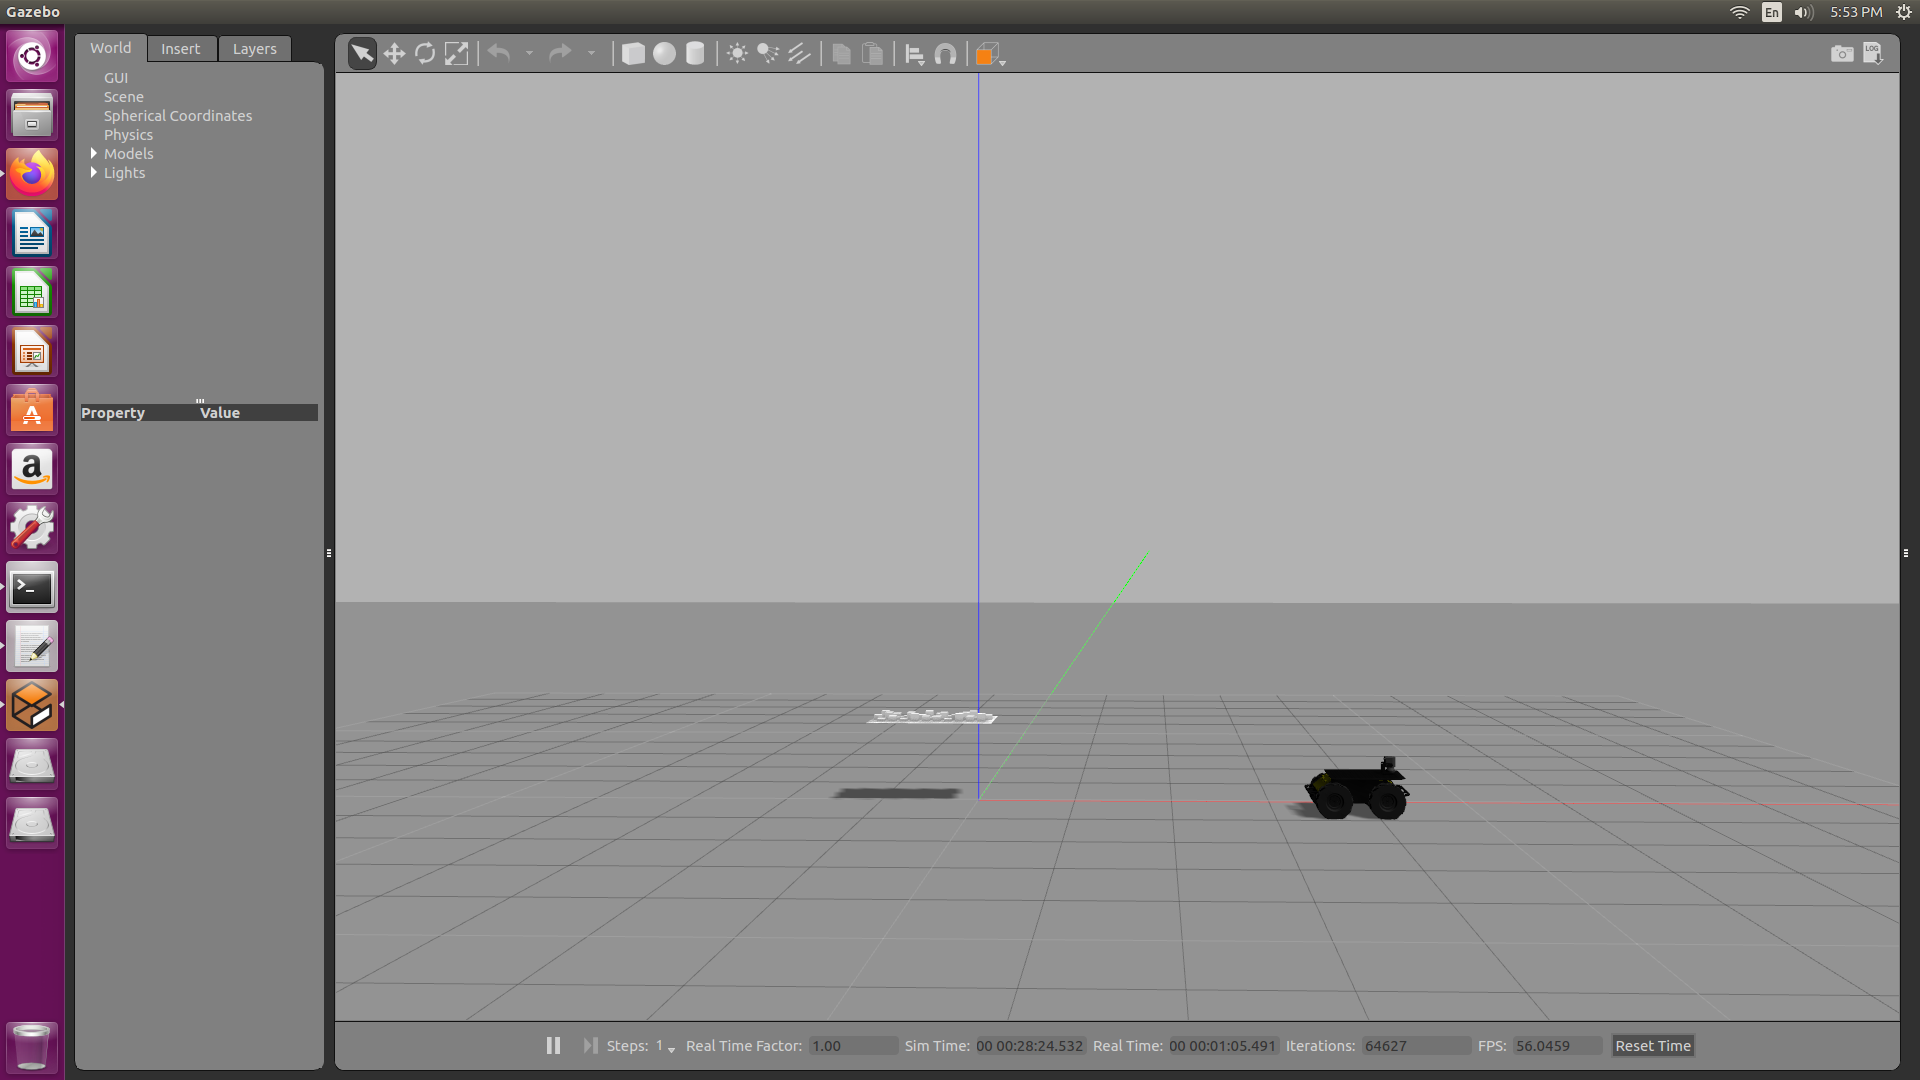 Gazebo
En
5:53 PM
World Insert Layers
LOG
GUI
Scene
Spherical Coordinates
Physics
Models
Lights
Property Value
Steps: 1 Real Time Factor: 1.00 Sim Time: 00 00:28:24.532 Real Time: 00 00:01:05.491 Iterations: 64627 FPS: 56.0459 Reset Time